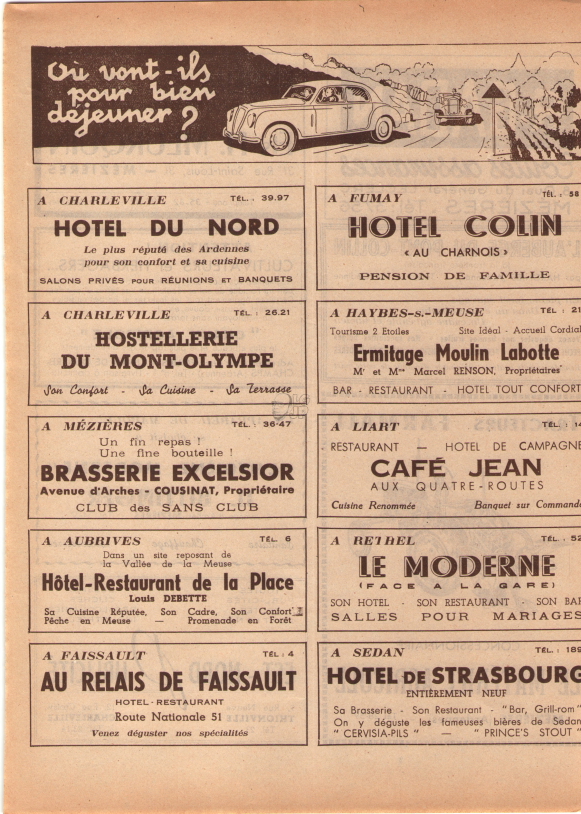 Où vont-ils
pour bien
déjeuner ?
A CHARLEVILLE TÉL. : 39.97
HOTEL DU NORD
Le plus réputé des Ardennes
pour son confort et sa cuisine
SALONS PRIVÉS POUR RÉUNIONS ET BANQUETS
A CHARLEVILLE TÉL. : 26.21
HOSTELLERIE
DU MONT-OLYMPE
Son Confort - Sa Cuisine - Sa Terrasse
A MÉZIÈRES TÉL. : 36-47
Un fin repas !
Une fine bouteille !
BRASSERIE EXCELSIOR
Avenue d'Arches - COUSINAT, Propriétaire
CLUB des SANS CLUB
A AUBRIVES TÉL. 6
Dans un site reposant de
la Vallée de la Meuse
Hôtel-Restaurant de la Place
Louis DEBETTE
Sa Cuisine Réputée, Son Cadre, Son Confort
Pêche en Meuse — Promenade en Forêt
A FAISSAULT TÉL. : 4
AU RELAIS DE FAISSAULT
HOTEL - RESTAURANT
Route Nationale 51
Venez déguster nos spécialités
A FUMAY TÉL. : 58
HOTEL COLIN
« AU CHARNOIS »
PENSION DE FAMILLE
A HAYBES-s.-MEUSE TÉL. : 21
Tourisme 2 Etoiles Site Idéal - Accueil Cordial
Ermitage Moulin Labotte
Mr et Mme Marcel RENSON, Propriétaires
BAR - RESTAURANT - HOTEL TOUT CONFORT
A LIART TÉL. : 14
RESTAURANT — HOTEL DE CAMPAGNE
CAFÉ JEAN
AUX QUATRE-ROUTES
Cuisine Renommée Banquet sur Commande
A RETHEL TÉL. : 52
LE MODERNE
(FACE A LA GARE)
SON HOTEL - SON RESTAURANT - SON BAR
SALLES POUR MARIAGES
A SEDAN TÉL. : 189
HOTEL DE STRASBOURG
ENTIÈREMENT NEUF
Sa Brasserie - Son Restaurant - "Bar, Grill-rom"
On y déguste les fameuses bières de Sedan
" CERVISIA-PILS " — " PRINCE'S STOUT "